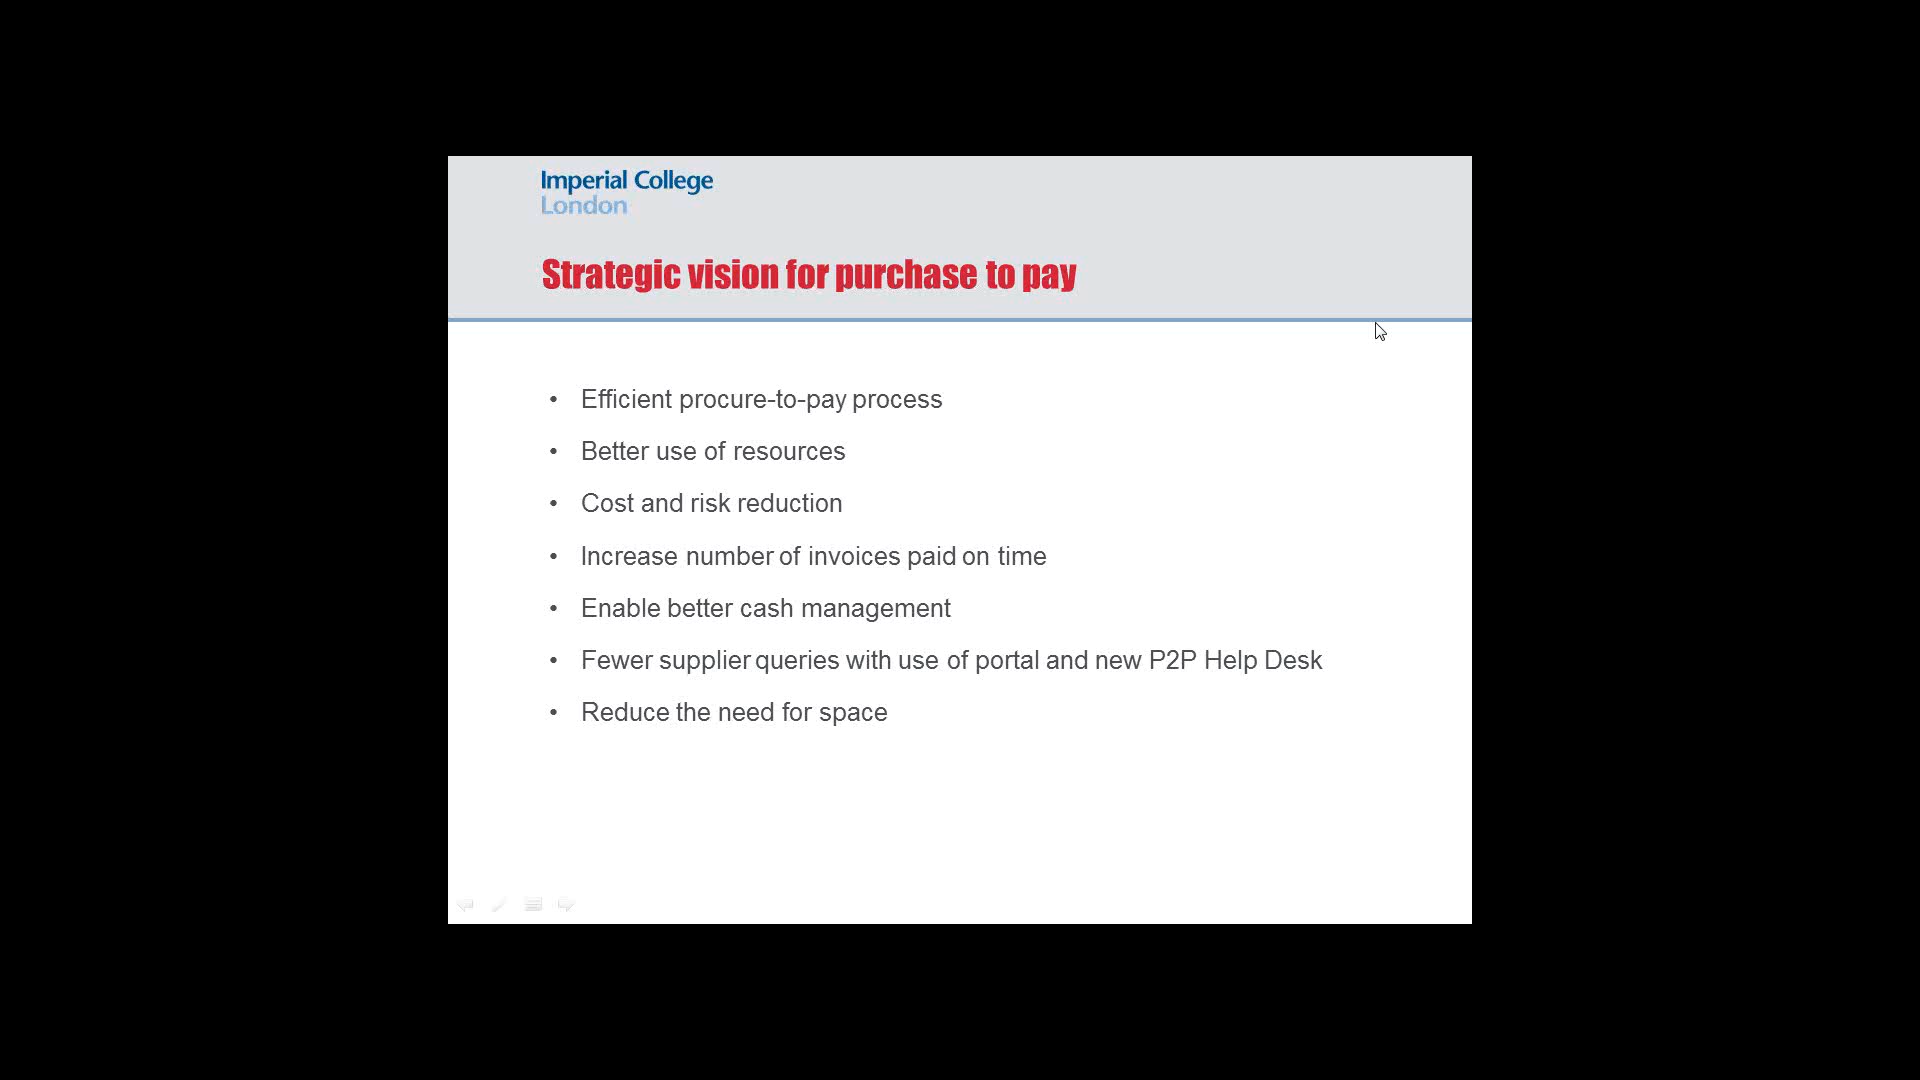 Imperial College
London
Strategic vision for purchase to pay
• Efficient procure-to-pay process
• Better use of resources
• Cost and risk reduction
• Increase number of invoices paid on time
• Enable better cash management
• Fewer supplier queries with use of portal and new P2P Help Desk
• Reduce the need for space